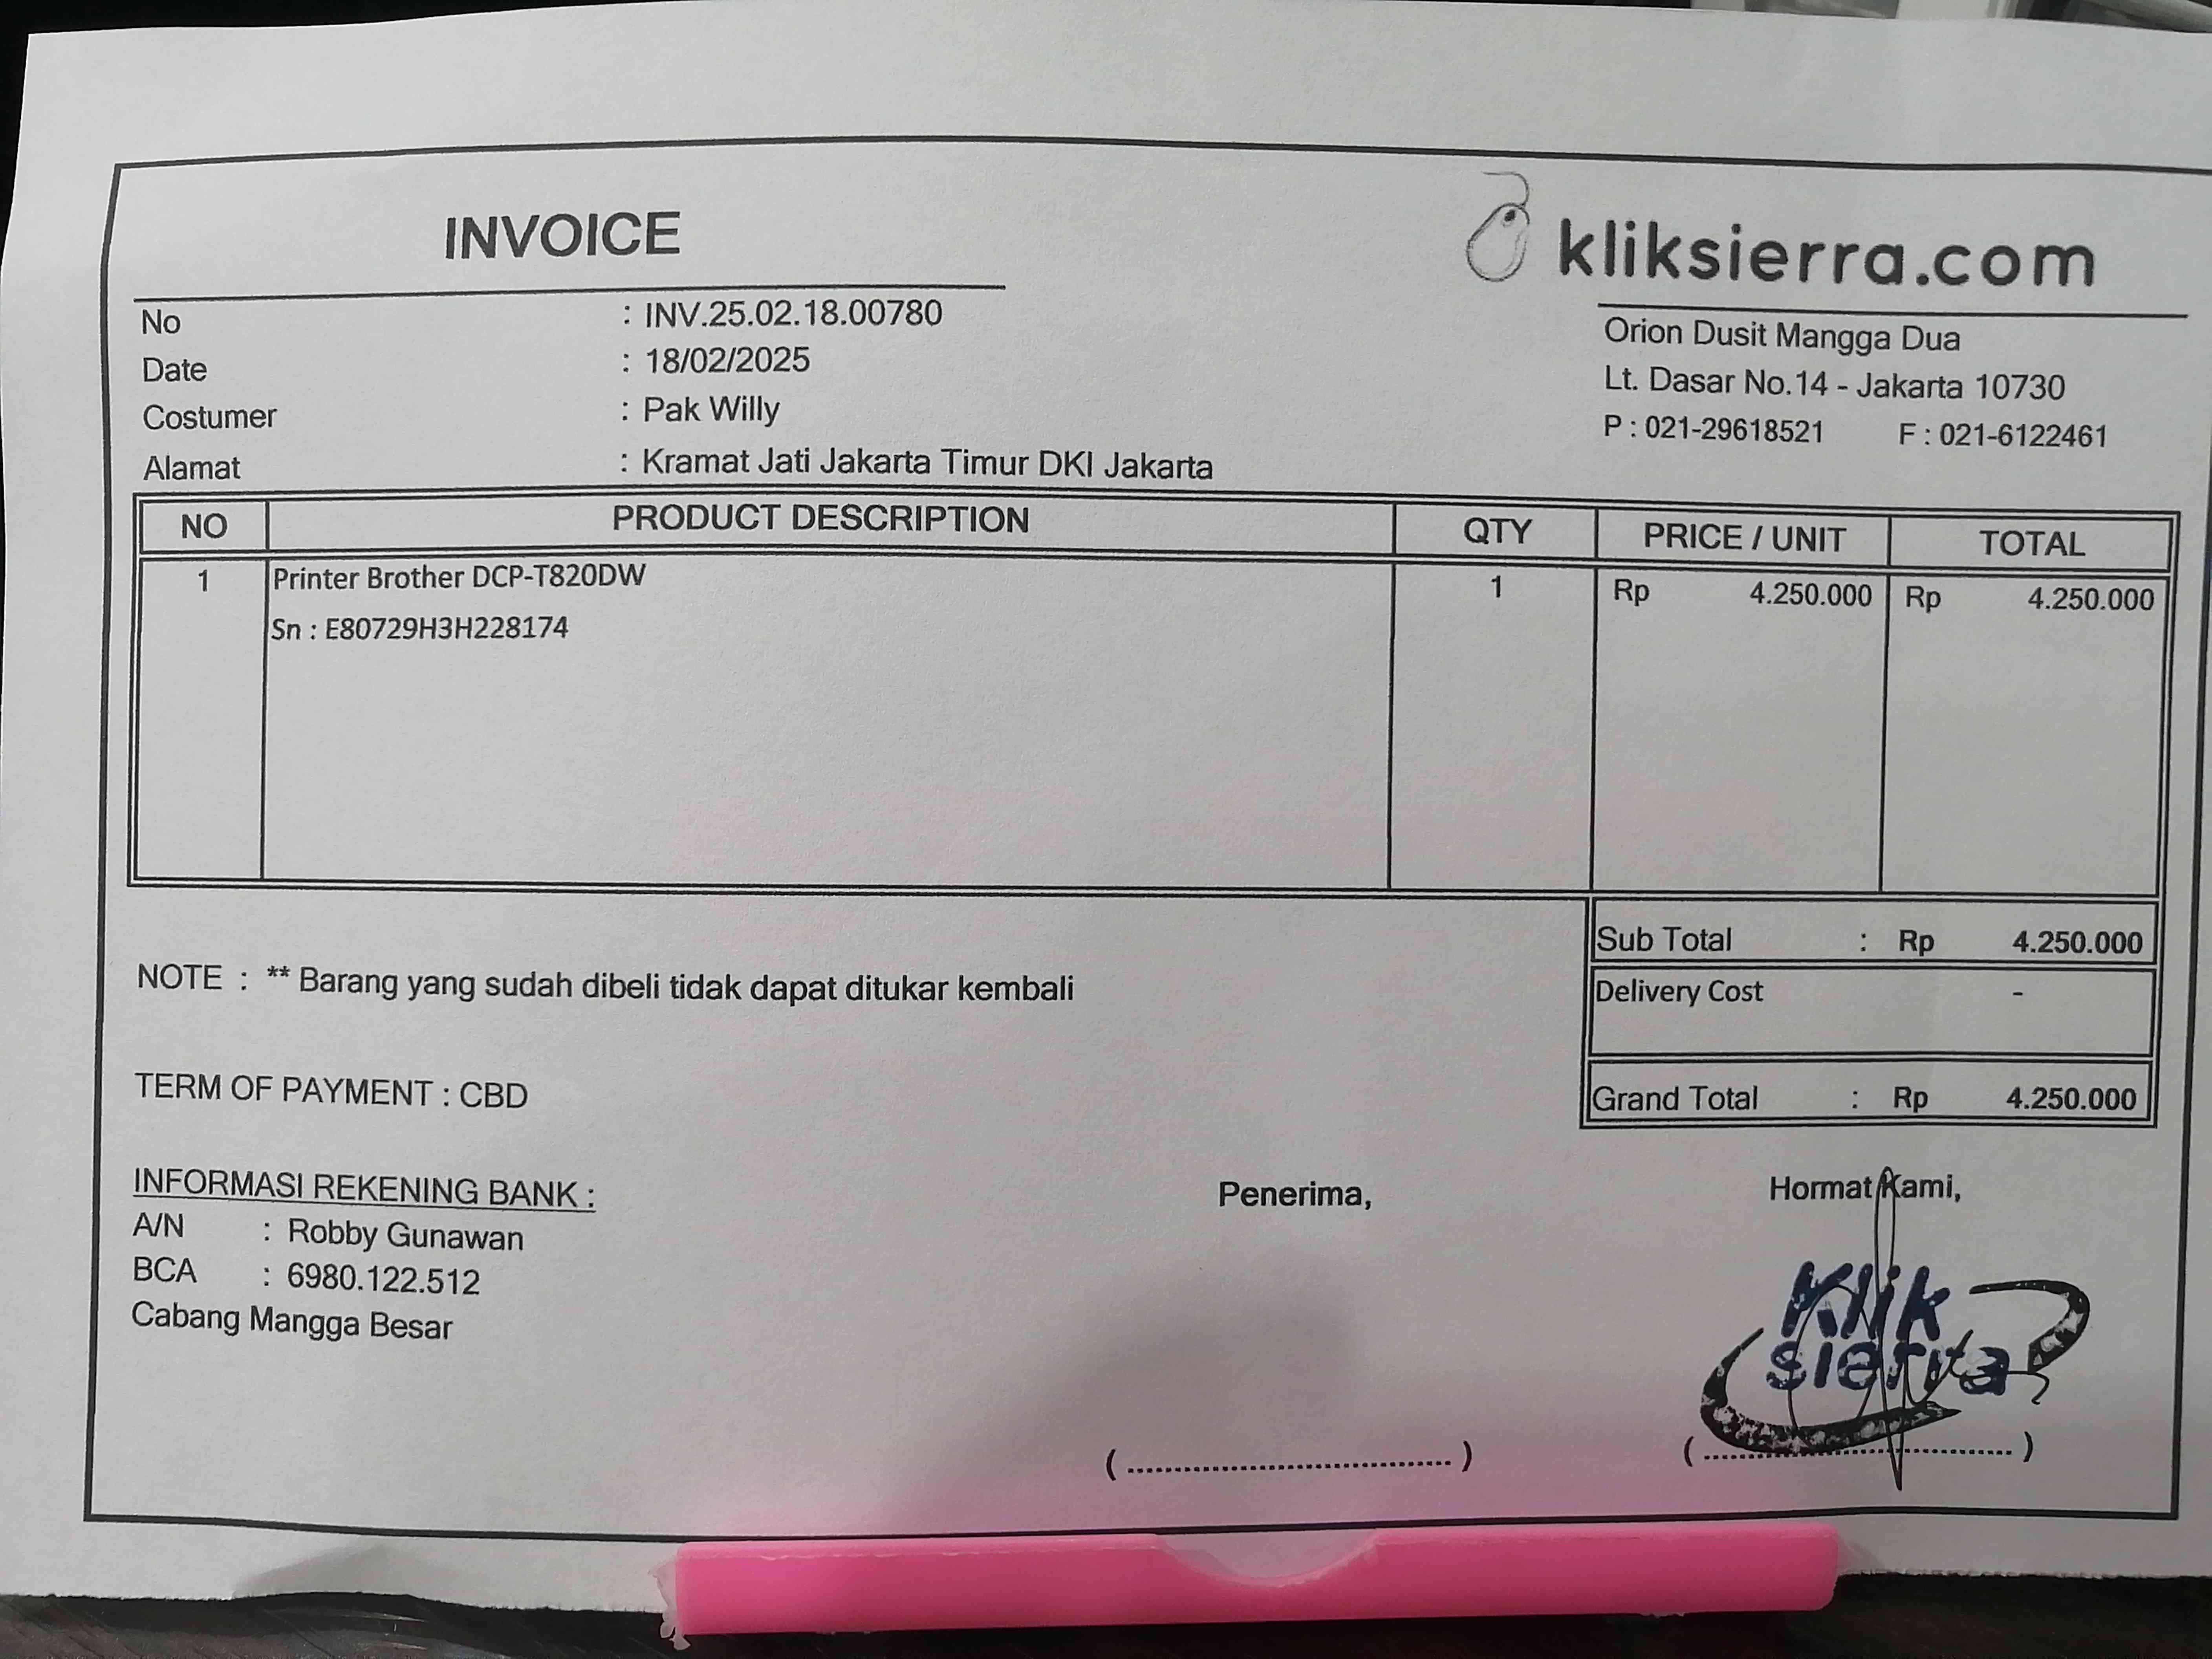 INVOICE
kliksierra.com
No : INV.25.02.18.00780
Date : 18/02/2025
Costumer : Pak Willy
Alamat : Kramat Jati Jakarta Timur DKI Jakarta
Orion Dusit Mangga Dua
Lt. Dasar No.14 - Jakarta 10730
P : 021-29618521 F : 021-6122461
NO PRODUCT DESCRIPTION QTY PRICE / UNIT TOTAL
1 Printer Brother DCP-T820DW 1 Rp 4.250.000 Rp 4.250.000
Sn : E80729H3H228174
Sub Total : Rp 4.250.000
Delivery Cost -
Grand Total : Rp 4.250.000
NOTE : ** Barang yang sudah dibeli tidak dapat ditukar kembali
TERM OF PAYMENT : CBD
INFORMASI REKENING BANK :
A/N : Robby Gunawan
BCA : 6980.122.512
Cabang Mangga Besar
Penerima,
(................................)
Hormat Kami,
Klik
sierra
(................................)